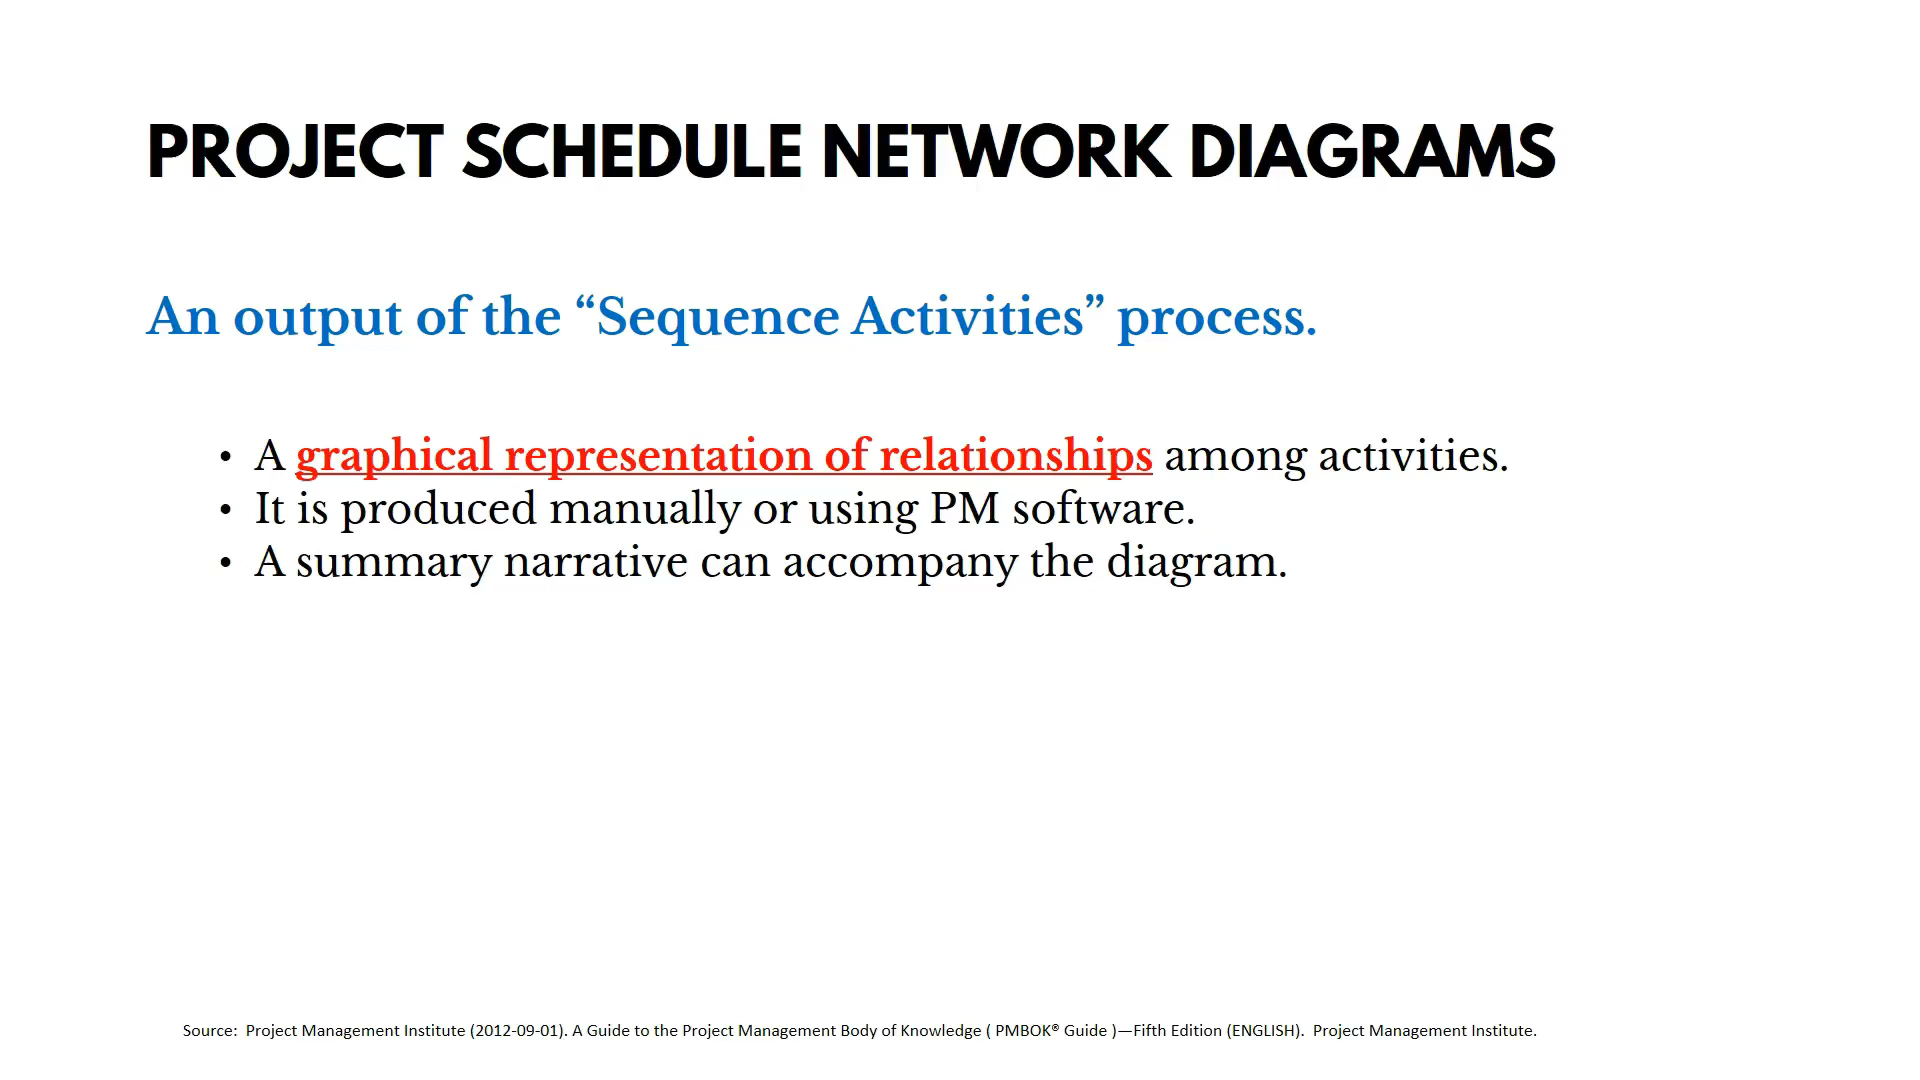 PROJECT SCHEDULE NETWORK DIAGRAMS
An output of the “Sequence Activities” process.
• A graphical representation of relationships among activities.
• It is produced manually or using PM software.
• A summary narrative can accompany the diagram.
Source:  Project Management Institute (2012-09-01). A Guide to the Project Management Body of Knowledge ( PMBOK® Guide )—Fifth Edition (ENGLISH).  Project Management Institute.